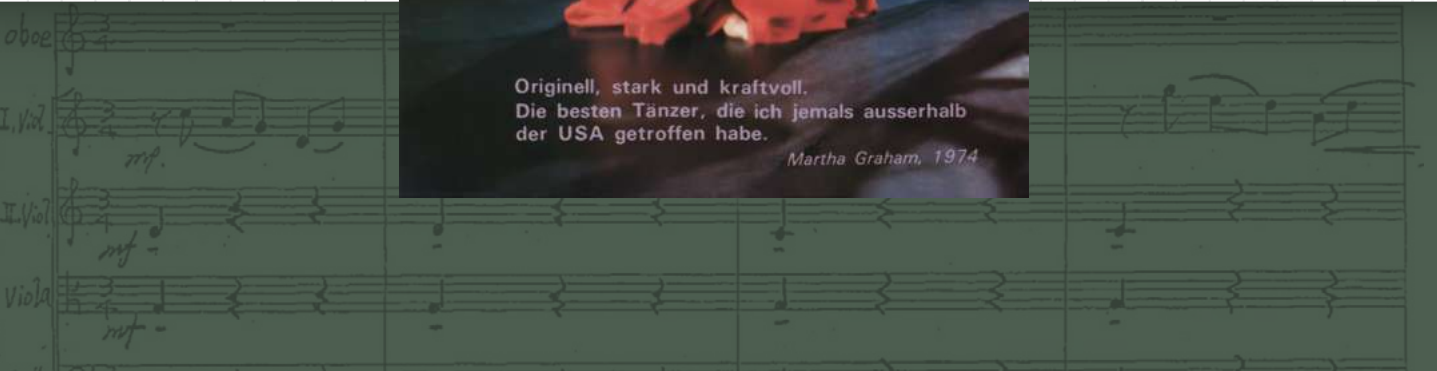 oboe
Originell, stark und kraftvoll.
Die besten Tänzer, die ich jemals ausserhalb
der USA getroffen habe.
Martha Graham, 1974
I. Viol.
mp.
II. Viol
mf
Viola
mf